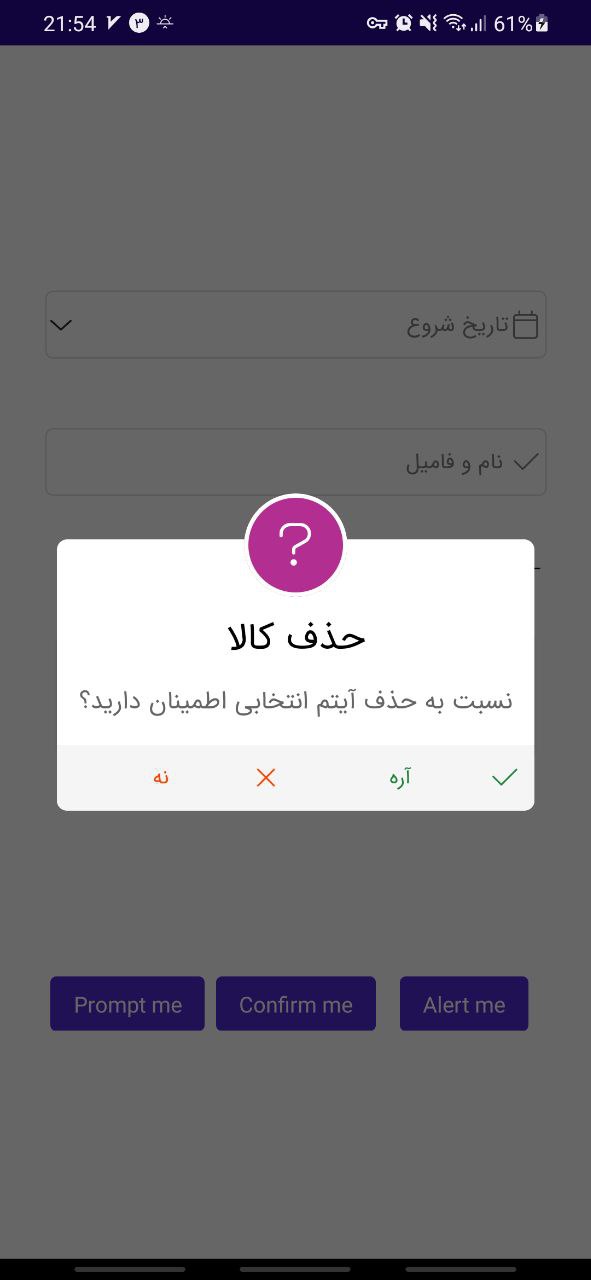 21:54 ۳ 61%
تاریخ شروع
نام و فامیل
?
حذف کالا
نسبت به حذف آیتم انتخابی اطمینان دارید؟
آره
نه
Prompt me
Confirm me
Alert me